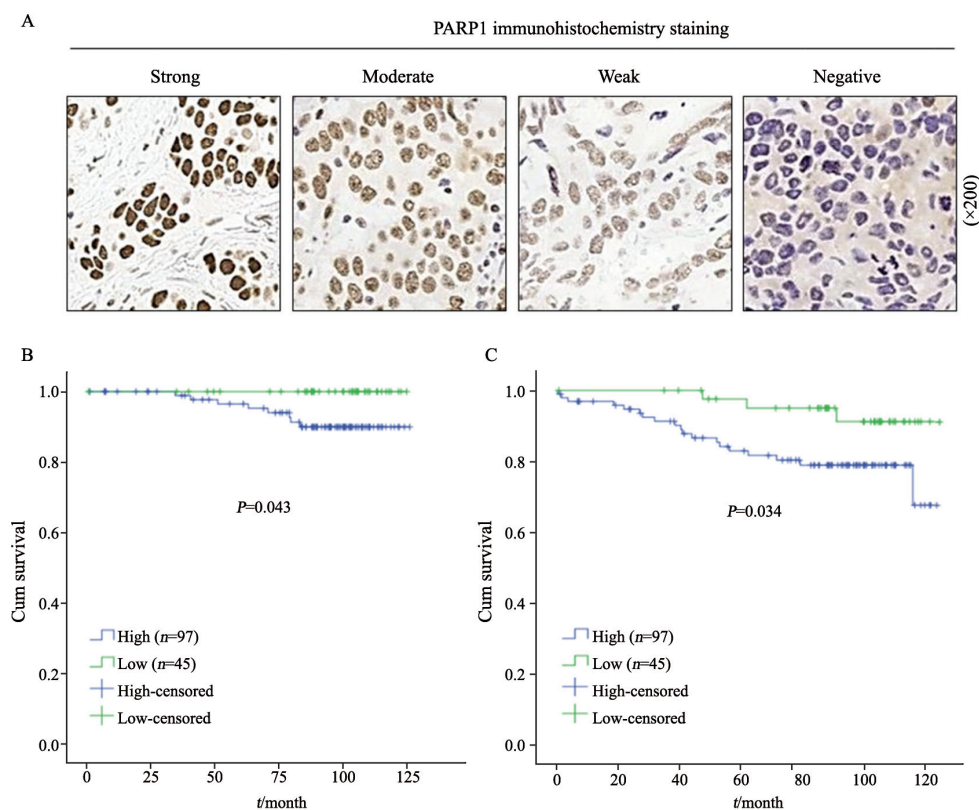 A
PARP1 immunohistochemistry staining
Strong Moderate Weak Negative
(×200)
B
Cum survival
1.0
0.8
0.6
0.4
0.2
0.0
P=0.043
High (n=97)
Low (n=45)
High-censored
Low-censored
0 25 50 75 100 125
t/month
C
Cum survival
1.0
0.8
0.6
0.4
0.2
0.0
P=0.034
High (n=97)
Low (n=45)
High-censored
Low-censored
0 20 40 60 80 100 120
t/month